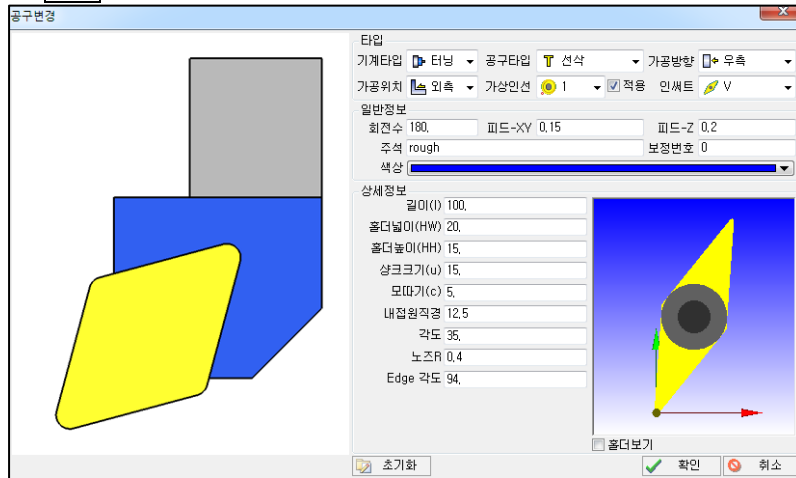 공구변경
타입
기계타입 터닝 공구타입 선삭 가공방향 우측
가공위치 외측 가상인선 1 적용 인써트 V
일반정보
회전수 180, 피드-XY 0,15 피드-Z 0,2
주석 rough 보정번호 0
색상
상세정보
길이(l) 100,
홀더넓이(HW) 20,
홀더높이(HH) 15,
샹크크기(u) 15,
모따기(c) 5,
내접원직경 12,5
각도 35,
노즈R 0,4
Edge 각도 94,
홀더보기
초기화 확인 취소